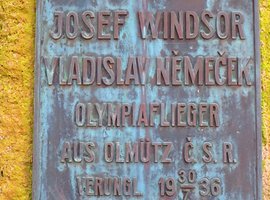 JOSEF WINDSOR
VLADISLAV NĚMEČEK
OLYMPIAFLIEGER
AUS OLMÜTZ Č.S.R.
VERUNGL. 19 30/7 36